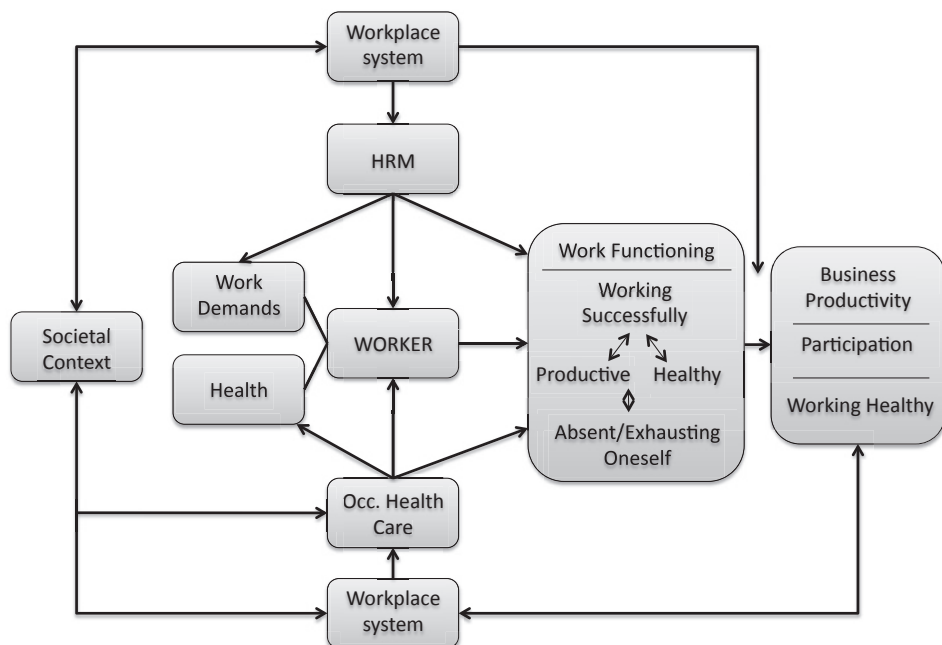 Workplace
system
HRM
Work
Demands
Societal
Context
Health
WORKER
Work Functioning
Working
Successfully
Productive
Healthy
Absent/Exhausting
Oneself
Business
Productivity
Participation
Working Healthy
Occ. Health
Care
Workplace
system